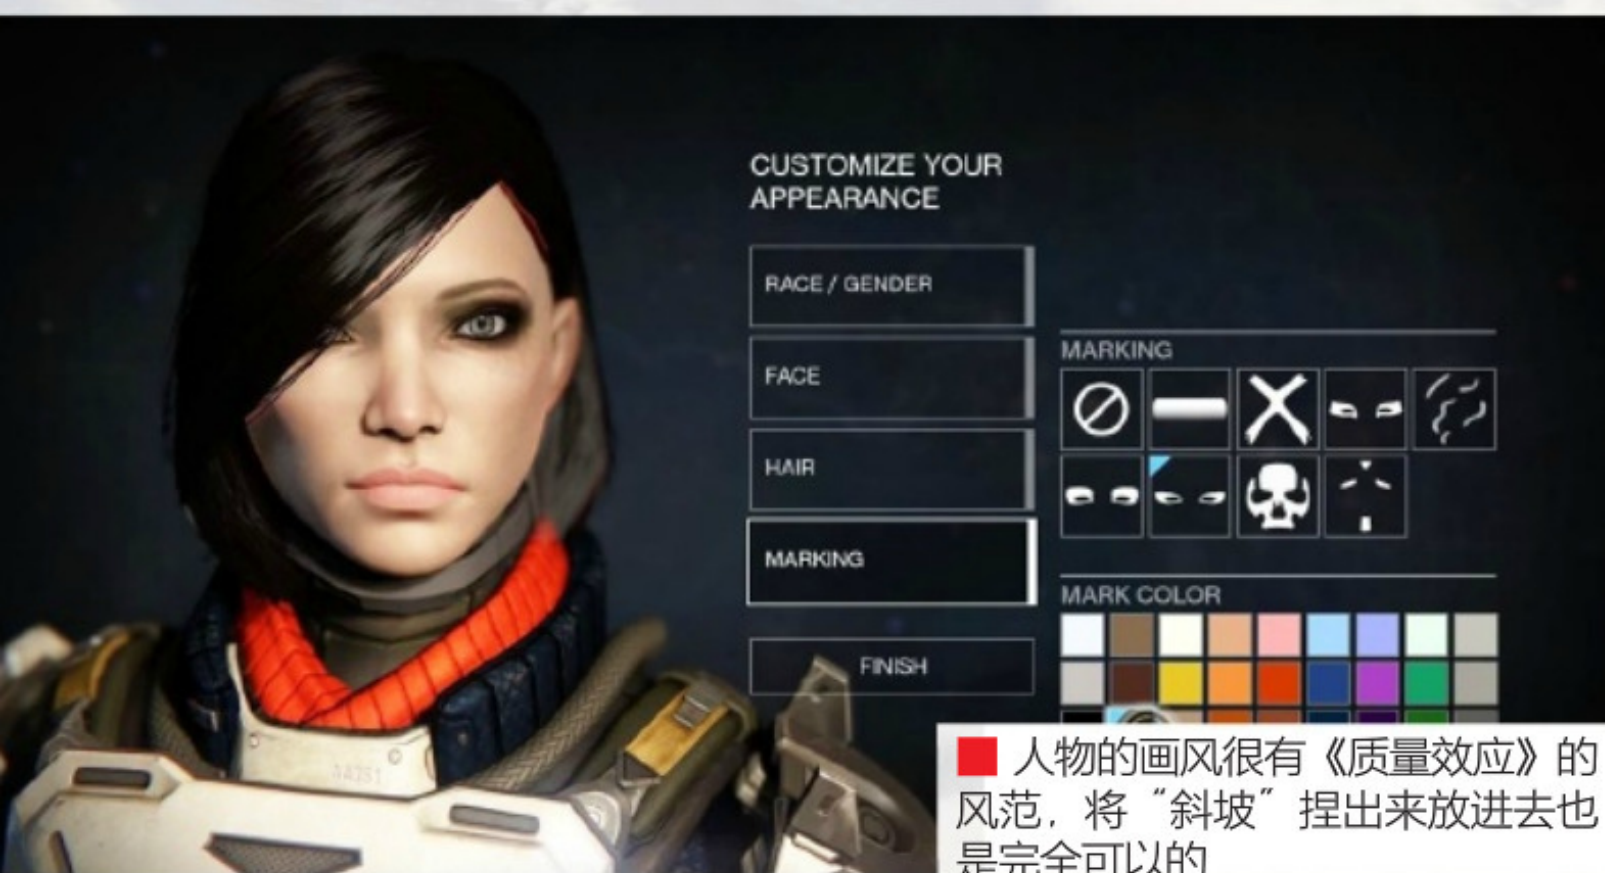 CUSTOMIZE YOUR
APPEARANCE
RACE / GENDER
FACE
HAIR
MARKING
FINISH
MARKING
MARK COLOR
人物的画风很有《质量效应》的
风范，将“斜坡”捏出来放进去也
是完全可以的